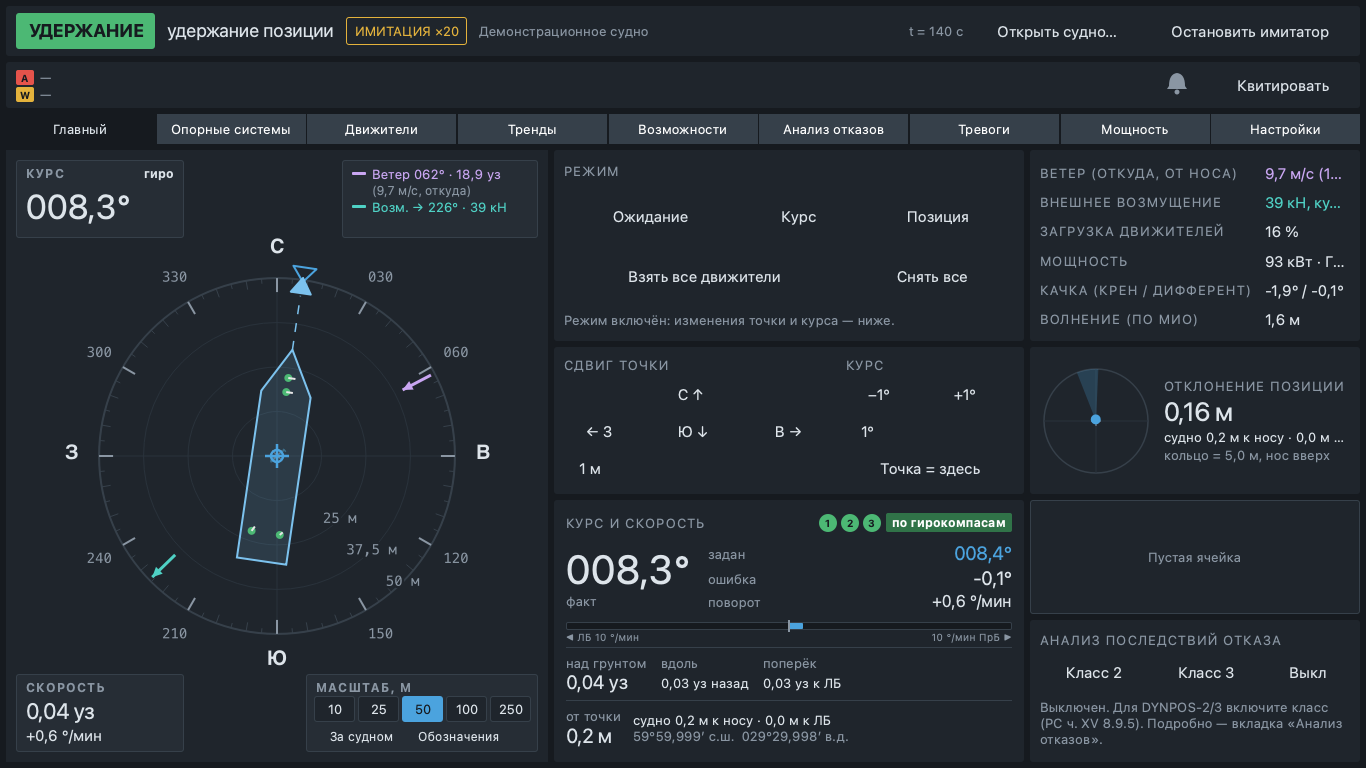 УДЕРЖАНИЕ удержание позиции ИМИТАЦИЯ ×20 Демонстрационное судно t = 140 с Открыть судно... Остановить имитатор
A —
W —
Квитировать
Главный Опорные системы Движители Тренды Возможности Анализ отказов Тревоги Мощность Настройки
КУРС гиро
008,3°
Ветер 062° · 18,9 уз
(9,7 м/с, откуда)
Возм. → 226° · 39 кН
С
330 030
300 060
З В
240 120
210 150
Ю
25 м
37,5 м
50 м
СКОРОСТЬ
0,04 уз
+0,6 °/мин
МАСШТАБ, М
10 25 50 100 250
За судном Обозначения
РЕЖИМ
Ожидание Курс Позиция
Взять все движители Снять все
Режим включён: изменения точки и курса — ниже.
СДВИГ ТОЧКИ КУРС
С ↑ −1° +1°
← З Ю ↓ В → 1°
1 м Точка = здесь
КУРС И СКОРОСТЬ 1 2 3 по гирокомпасам
008,3°
факт
задан 008,4°
ошибка -0,1°
поворот +0,6 °/мин
◀ ЛБ 10 °/мин 10 °/мин ПрБ ▶
над грунтом вдоль поперёк
0,04 уз 0,03 уз назад 0,03 уз к ЛБ
от точки судно 0,2 м к носу · 0,0 м к ЛБ
0,2 м 59°59,999′ с.ш. 029°29,998′ в.д.
ВЕТЕР (ОТКУДА, ОТ НОСА) 9,7 м/с (1...
ВНЕШНЕЕ ВОЗМУЩЕНИЕ 39 кН, ку...
ЗАГРУЗКА ДВИЖИТЕЛЕЙ 16 %
МОЩНОСТЬ 93 кВт · Г...
КАЧКА (КРЕН / ДИФФЕРЕНТ) -1,9° / -0,1°
ВОЛНЕНИЕ (ПО МИО) 1,6 м
ОТКЛОНЕНИЕ ПОЗИЦИИ
0,16 м
судно 0,2 м к носу · 0,0 м ...
кольцо = 5,0 м, нос вверх
Пустая ячейка
АНАЛИЗ ПОСЛЕДСТВИЙ ОТКАЗА
Класс 2 Класс 3 Выкл
Выключен. Для DYNPOS-2/3 включите класс
(РС ч. XV 8.9.5). Подробно — вкладка «Анализ
отказов».